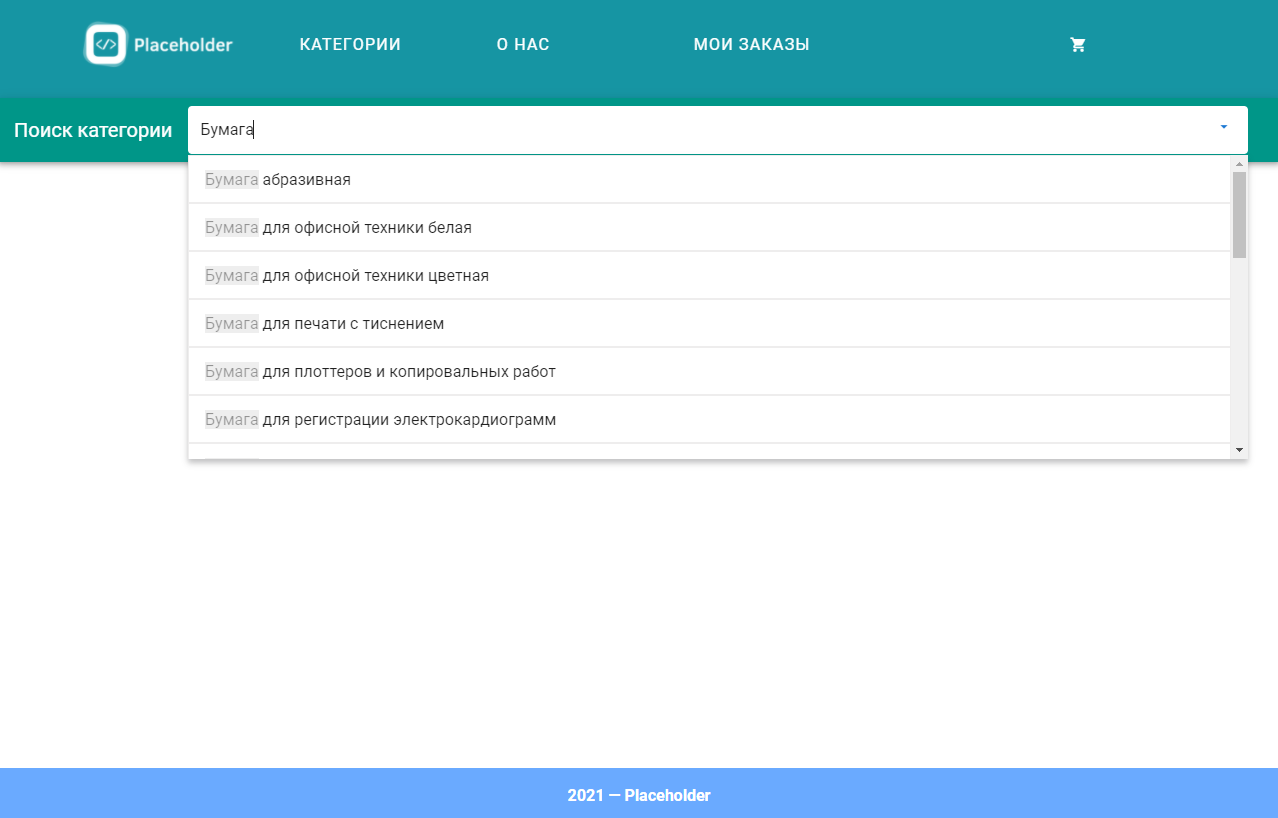 </> Placeholder КАТЕГОРИИ О НАС МОИ ЗАКАЗЫ
Поиск категории Бумага
Бумага абразивная
Бумага для офисной техники белая
Бумага для офисной техники цветная
Бумага для печати с тиснением
Бумага для плоттеров и копировальных работ
Бумага для регистрации электрокардиограмм
2021 — Placeholder